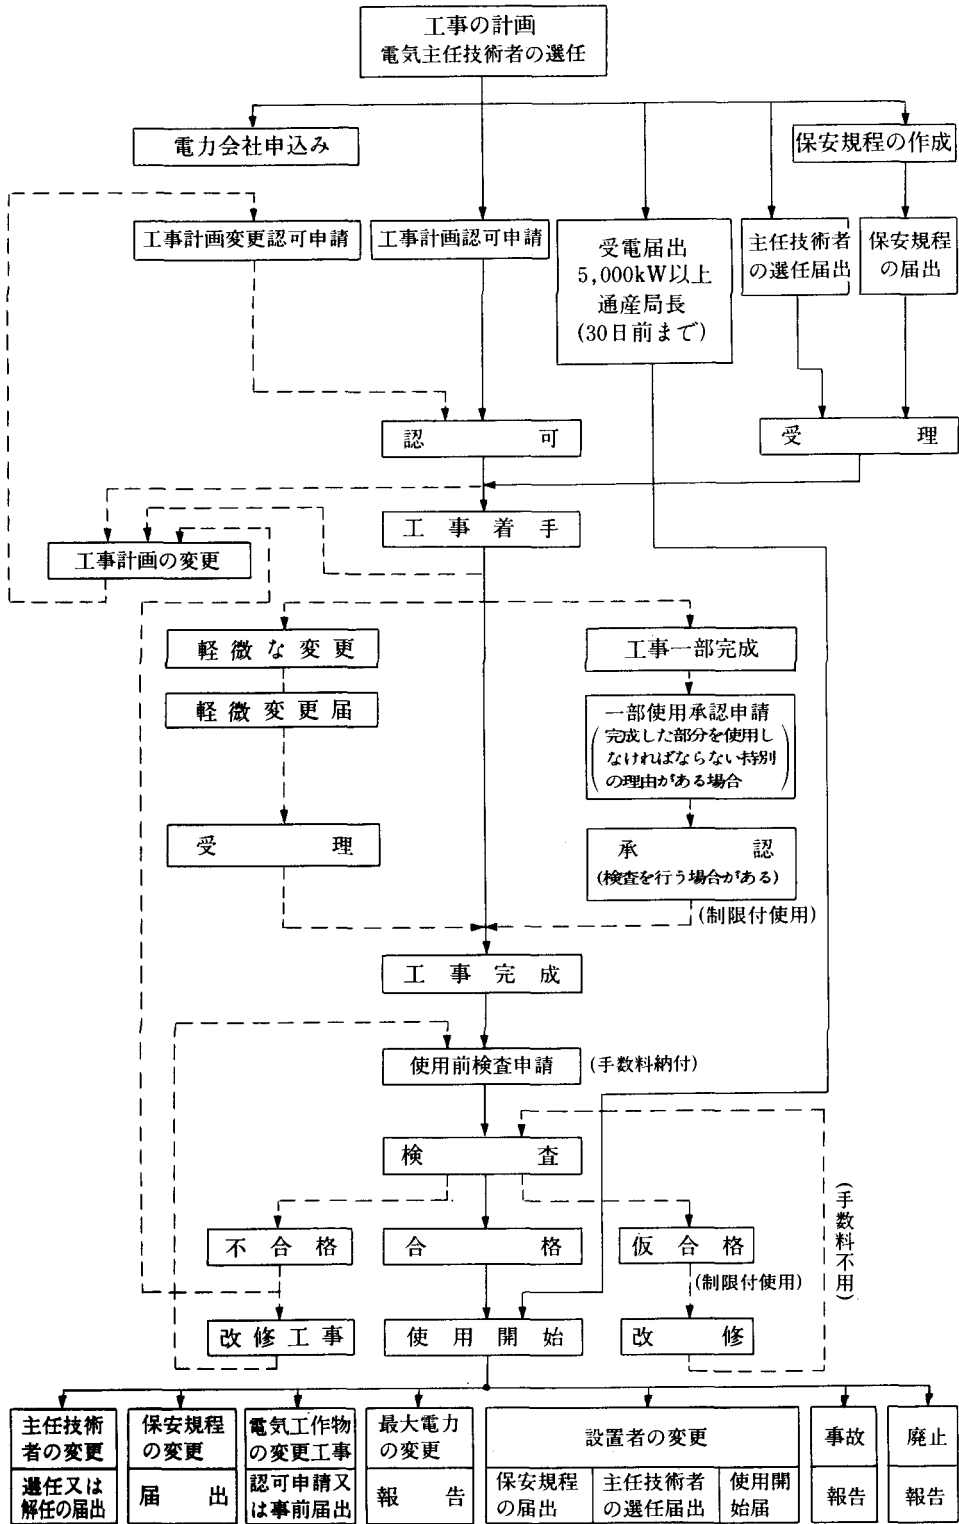 工事の計画
電気主任技術者の選任
電力会社申込み
保安規程の作成
工事計画変更認可申請
工事計画認可申請
受電届出
5,000kW以上
通産局長
(30日前まで)
主任技術者
の選任届出
保安規程
の届出
認可
受理
工事着手
工事計画の変更
軽微な変更
工事一部完成
軽微変更届
一部使用承認申請
(完成した部分を使用し
なければならない特別
の理由がある場合)
受理
承認
(検査を行う場合がある)
(制限付使用)
工事完成
使用前検査申請
(手数料納付)
検査
(手数料不用)
不合格
合格
仮合格
(制限付使用)
改修工事
使用開始
改修
主任技術
者の変更
選任又は
解任の届出
保安規程
の変更
届出
電気工作物
の変更工事
認可申請又
は事前届出
最大電力
の変更
報告
設置者の変更
保安規程
の届出
主任技術者
の選任届出
使用開
始届
事故
報告
廃止
報告